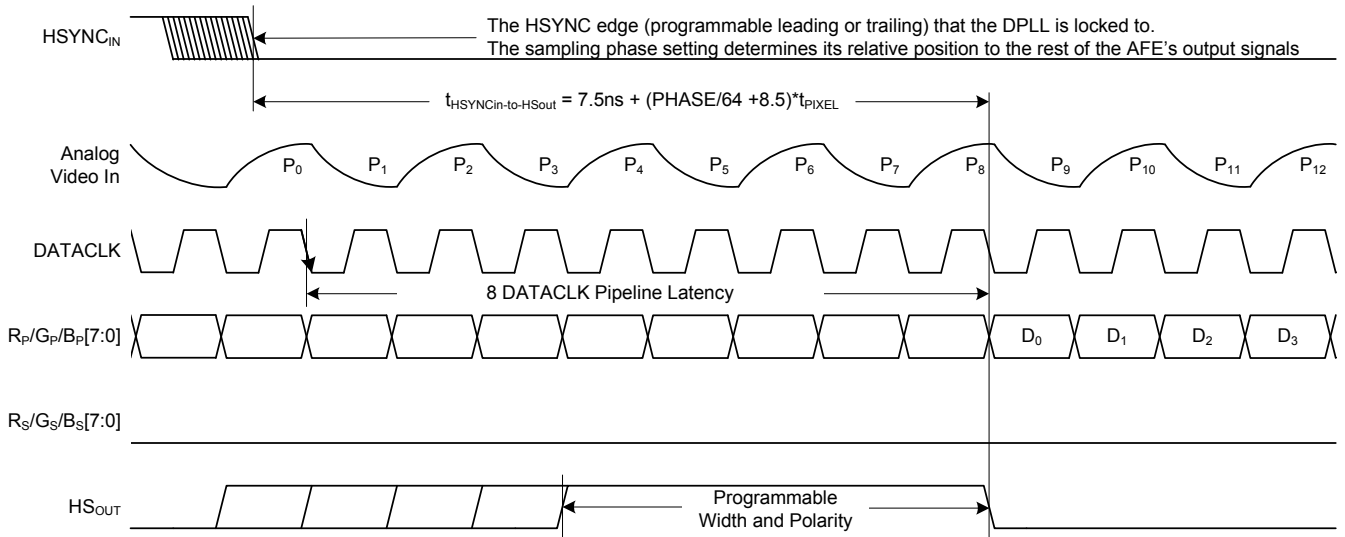 HSYNCIN
The HSYNC edge (programmable leading or trailing) that the DPLL is locked to.
The sampling phase setting determines its relative position to the rest of the AFE's output signals
tHSYNCin-to-HSout = 7.5ns + (PHASE/64 +8.5)*tPIXEL
Analog
Video In
P0 P1 P2 P3 P4 P5 P6 P7 P8 P9 P10 P11 P12
DATACLK
8 DATACLK Pipeline Latency
RP/GP/BP[7:0]
D0 D1 D2 D3
RS/GS/BS[7:0]
HSOUT
Programmable
Width and Polarity